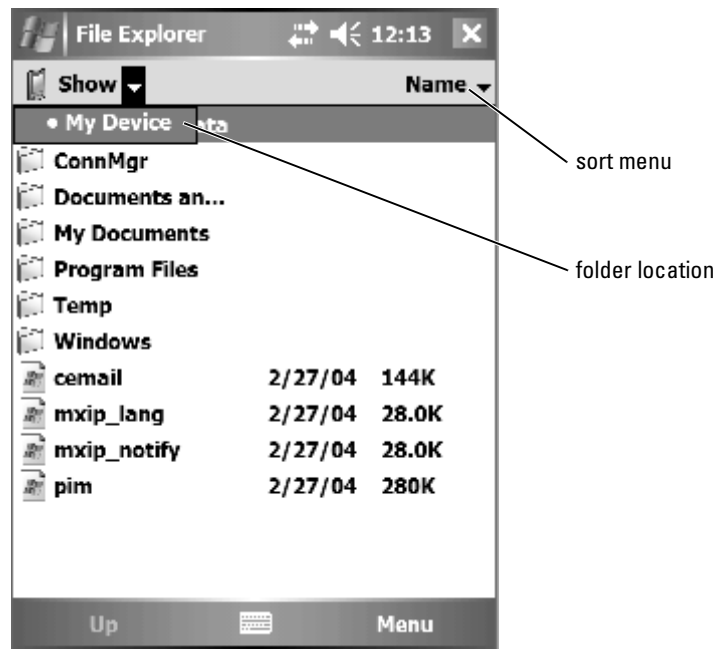 File Explorer 12:13
Show Name
My Device ata
ConnMgr
Documents an...
My Documents
Program Files
Temp
Windows
cemail 2/27/04 144K
mxip_lang 2/27/04 28.0K
mxip_notify 2/27/04 28.0K
pim 2/27/04 280K
Up Menu
sort menu
folder location